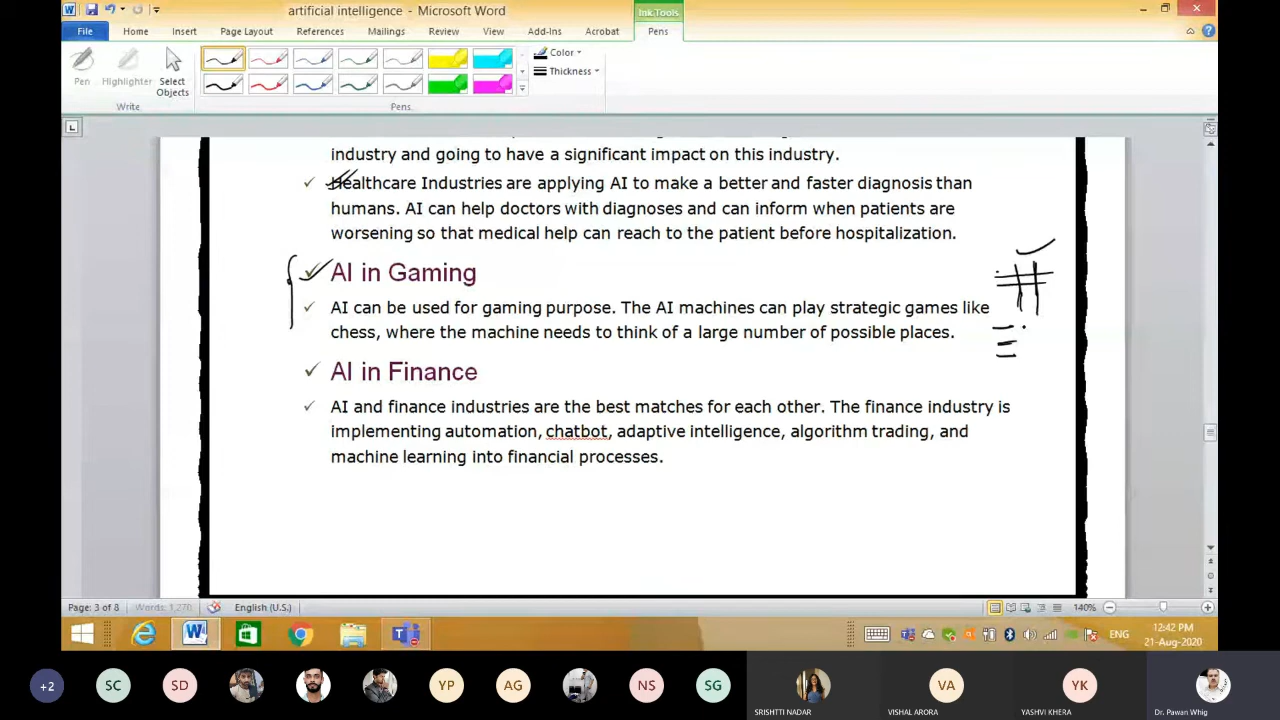 artificial intelligence - Microsoft Word
Ink Tools
File
Home
Insert
Page Layout
References
Mailings
Review
View
Add-Ins
Acrobat
Pens
Pen
Highlighter
Select
Objects
Color
Thickness
Write
Pens
industry and going to have a significant impact on this industry.
Healthcare Industries are applying AI to make a better and faster diagnosis than
humans. AI can help doctors with diagnoses and can inform when patients are
worsening so that medical help can reach to the patient before hospitalization.
AI in Gaming
AI can be used for gaming purpose. The AI machines can play strategic games like
chess, where the machine needs to think of a large number of possible places.
AI in Finance
AI and finance industries are the best matches for each other. The finance industry is
implementing automation, chatbot, adaptive intelligence, algorithm trading, and
machine learning into financial processes.
Page: 3 of 8
Words: 1,270
English (U.S.)
140%
ENG
12:42 PM
21-Aug-2020
+2
SC
SD
YP
AG
NS
SG
SRISHTTI NADAR
VA
VISHAL ARORA
YK
YASHVI KHERA
Dr. Pawan Whig